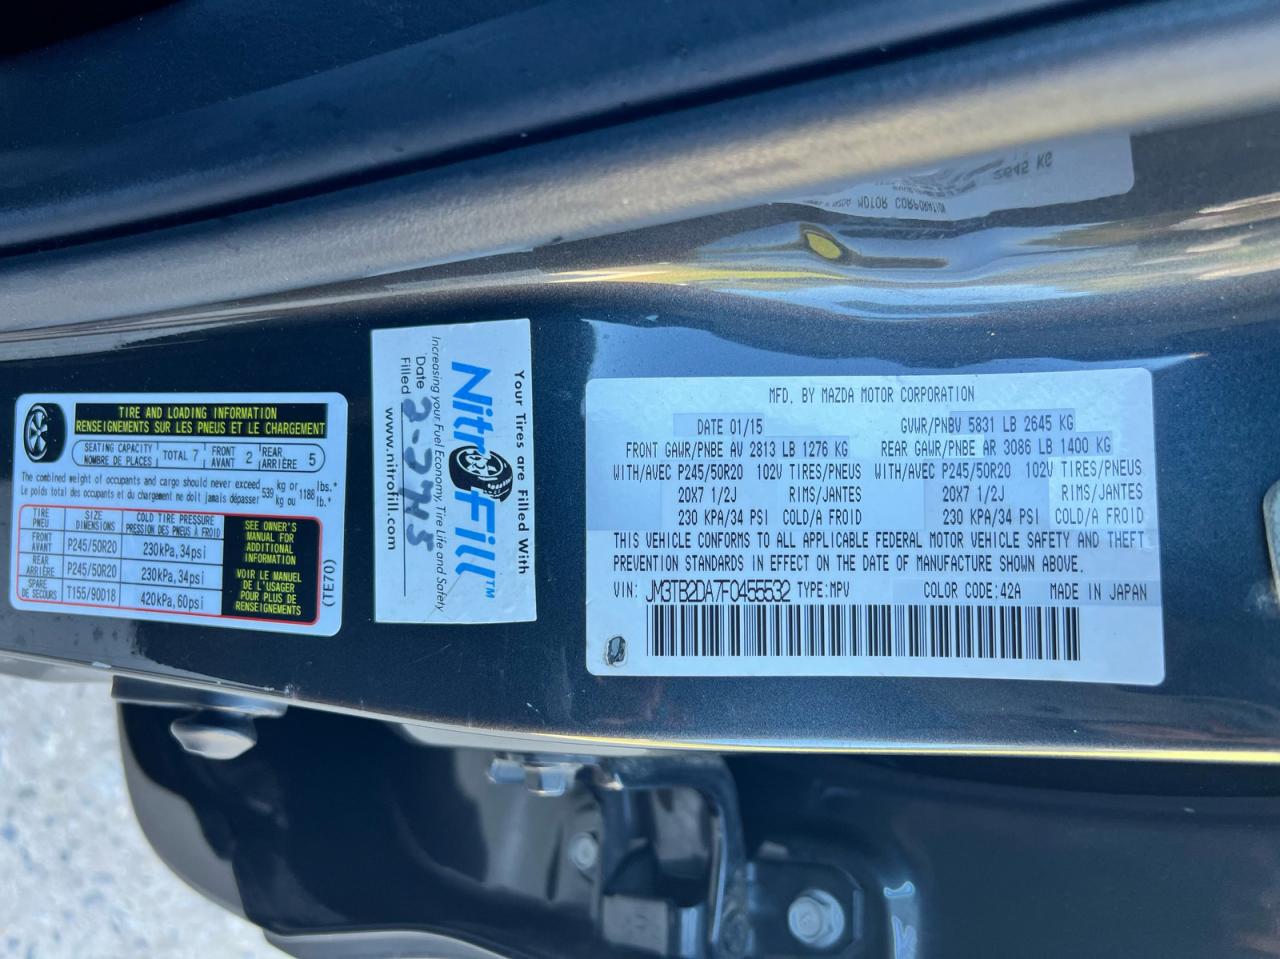 TIRE AND LOADING INFORMATION
RENSEIGNEMENTS SUR LES PNEUS ET LE CHARGEMENT
SEATING CAPACITY
NOMBRE DE PLACES
TOTAL 7
FRONT
AVANT 2
REAR
ARRIÈRE 5
The combined weight of occupants and cargo should never exceed 539 kg or 1188 lbs.*
Le poids total des occupants et du chargement ne doit jamais dépasser kg ou lb.*
TIRE
PNEU
SIZE
DIMENSIONS
COLD TIRE PRESSURE
PRESSION DES PNEUS À FROID
FRONT
AVANT
P245/50R20
230kPa,34psi
REAR
ARRIÈRE
P245/50R20
230kPa,34psi
SPARE
DE SECOURS
T155/90D18
420kPa,60psi
SEE OWNER'S
MANUAL FOR
ADDITIONAL
INFORMATION
VOIR LE MANUEL
DE L'USAGER
POUR PLUS DE
RENSEIGNEMENTS
(TE70)
Your Tires are Filled With
NitroFill™
Increasing your Fuel Economy, Tire Life and Safety
Date
Filled
www.nitrofill.com
MFD. BY MAZDA MOTOR CORPORATION
DATE 01/15 GVWR/PNBV 5831 LB 2645 KG
FRONT GAWR/PNBE AV 2813 LB 1276 KG REAR GAWR/PNBE AR 3086 LB 1400 KG
WITH/AVEC P245/50R20 102V TIRES/PNEUS WITH/AVEC P245/50R20 102V TIRES/PNEUS
20X7 1/2J RIMS/JANTES 20X7 1/2J RIMS/JANTES
230 KPA/34 PSI COLD/A FROID 230 KPA/34 PSI COLD/A FROID
THIS VEHICLE CONFORMS TO ALL APPLICABLE FEDERAL MOTOR VEHICLE SAFETY AND THEFT
PREVENTION STANDARDS IN EFFECT ON THE DATE OF MANUFACTURE SHOWN ABOVE.
VIN: JM3TB2DA7F0455532 TYPE:MPV COLOR CODE:42A MADE IN JAPAN